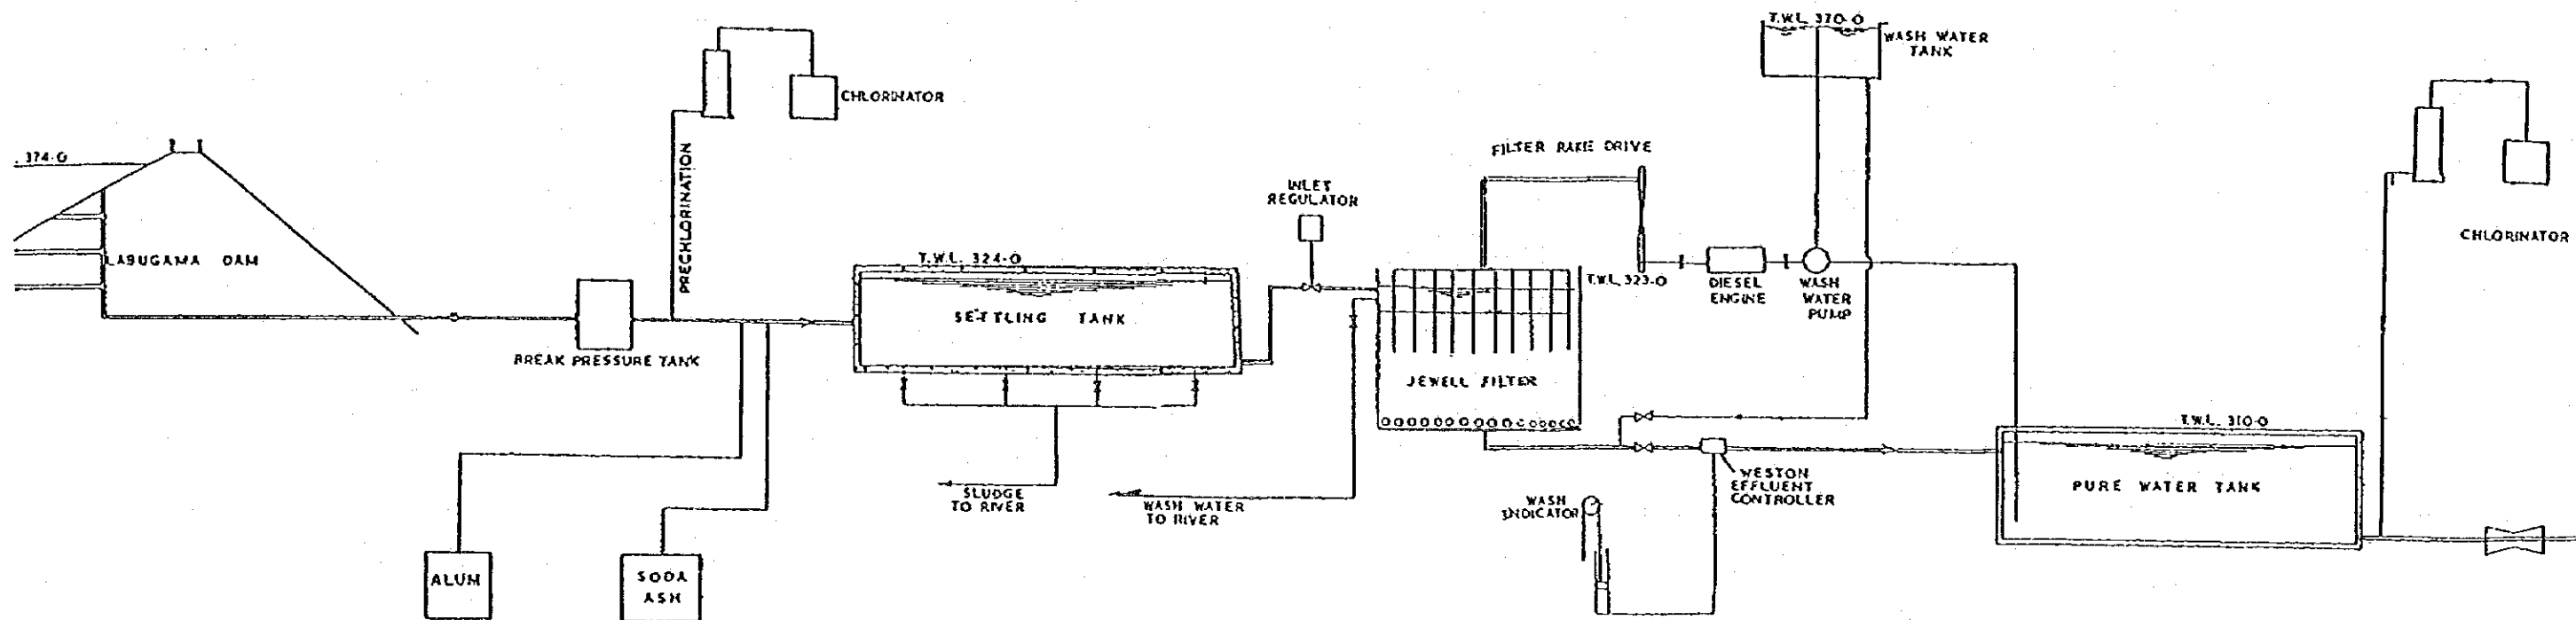 . 374-0
LABUGAMA DAM
BREAK PRESSURE TANK
PRECHLORINATION
CHLORINATOR
ALUM
SODA
ASH
T.W.L. 324-0
SETTLING TANK
SLUDGE
TO RIVER
WASH WATER
TO RIVER
INLET
REGULATOR
JEWELL FILTER
FILTER RAKE DRIVE
T.W.L. 323-0
DIESEL
ENGINE
WASH
WATER
PUMP
T.W.L. 370-0
WASH WATER
TANK
WASH
INDICATOR
WESTON
EFFLUENT
CONTROLLER
T.W.L. 310-0
PURE WATER TANK
CHLORINATOR